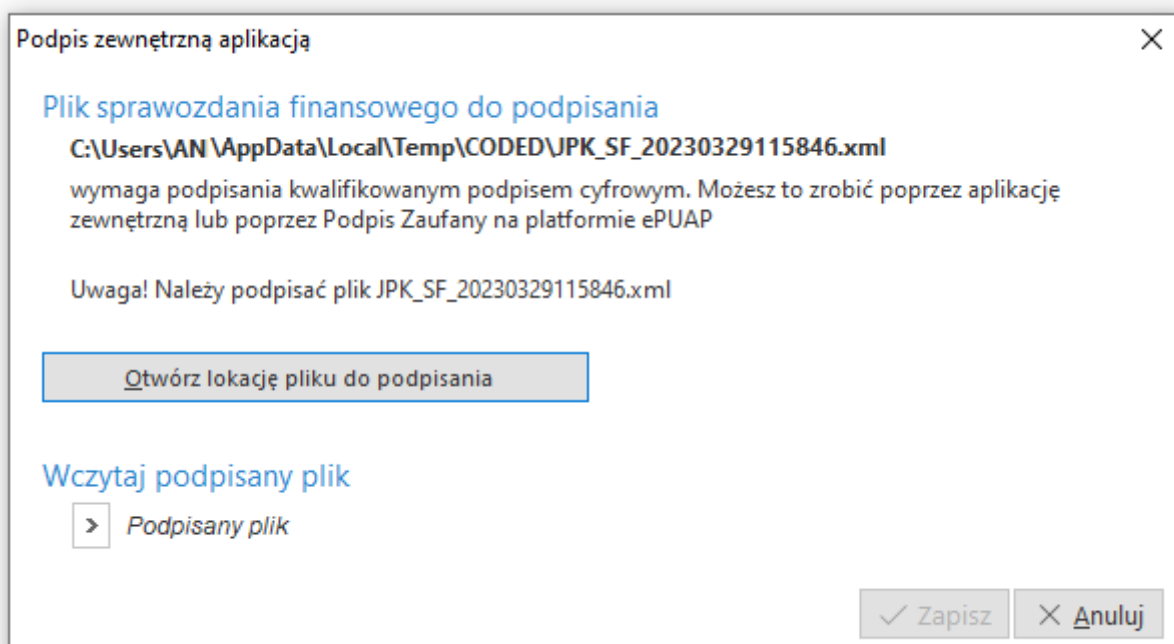 Podpis zewnętrzną aplikacją
Plik sprawozdania finansowego do podpisania
C:\Users\AN\AppData\Local\Temp\CODED\JPK_SF_20230329115846.xml
wymaga podpisania kwalifikowanym podpisem cyfrowym. Możesz to zrobić poprzez aplikację
zewnętrzną lub poprzez Podpis Zaufany na platformie ePUAP
Uwaga! Należy podpisać plik JPK_SF_20230329115846.xml
Otwórz lokację pliku do podpisania
Wczytaj podpisany plik
Podpisany plik
Zapisz
Anuluj